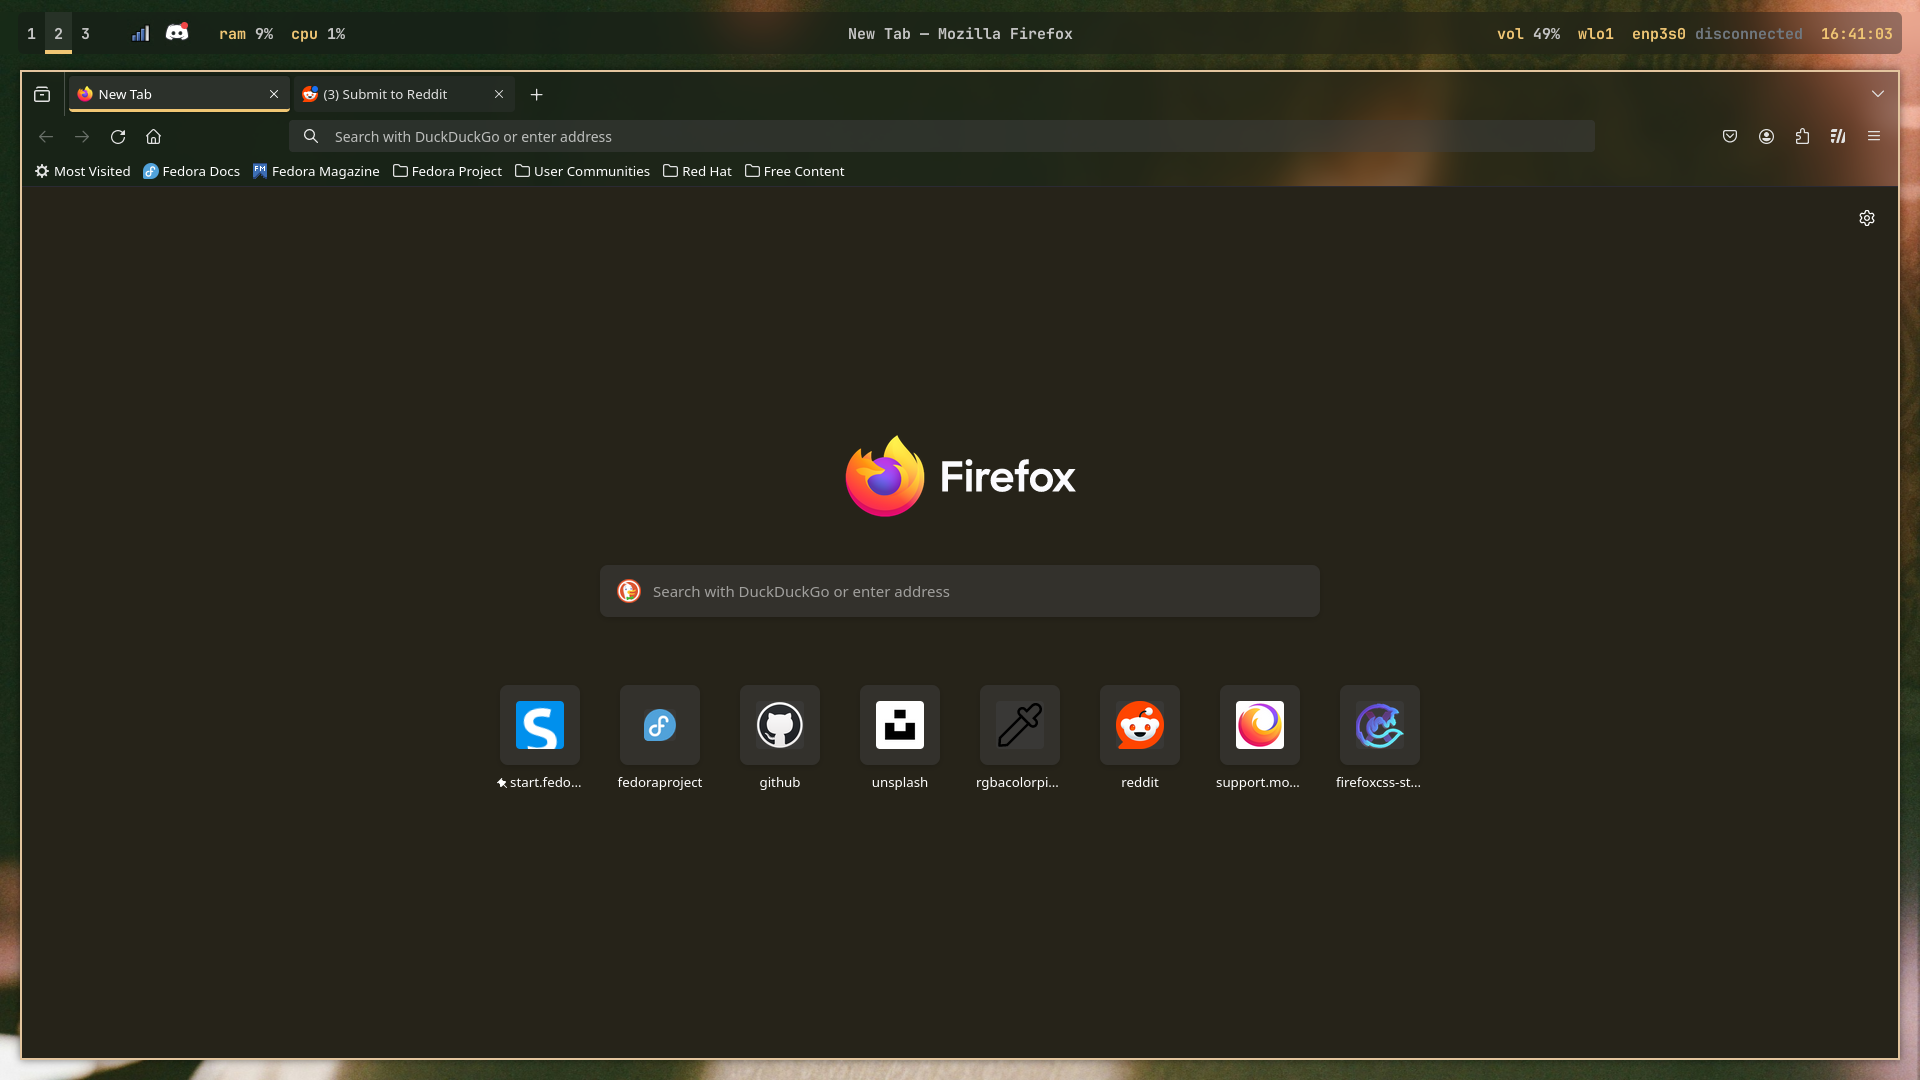 1 2 3 ram 9% cpu 1% New Tab — Mozilla Firefox vol 49% wlo1 enp3s0 disconnected 16:41:03
New Tab (3) Submit to Reddit
Search with DuckDuckGo or enter address
Most Visited Fedora Docs Fedora Magazine Fedora Project User Communities Red Hat Free Content
Firefox
Search with DuckDuckGo or enter address
start.fedo... fedoraproject github unsplash rgbacolorpi... reddit support.mo... firefoxcss-st...